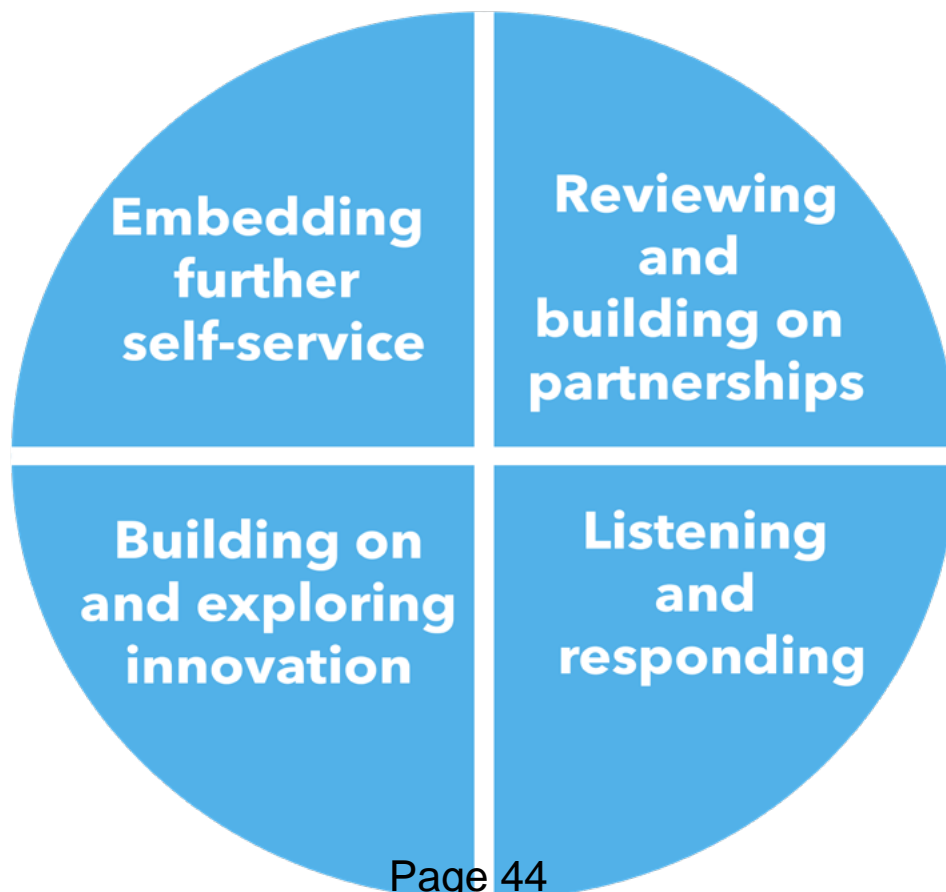 Embedding
further
self-service
Reviewing
and
building on
partnerships
Building on
and exploring
innovation
Listening
and
responding
Page 44